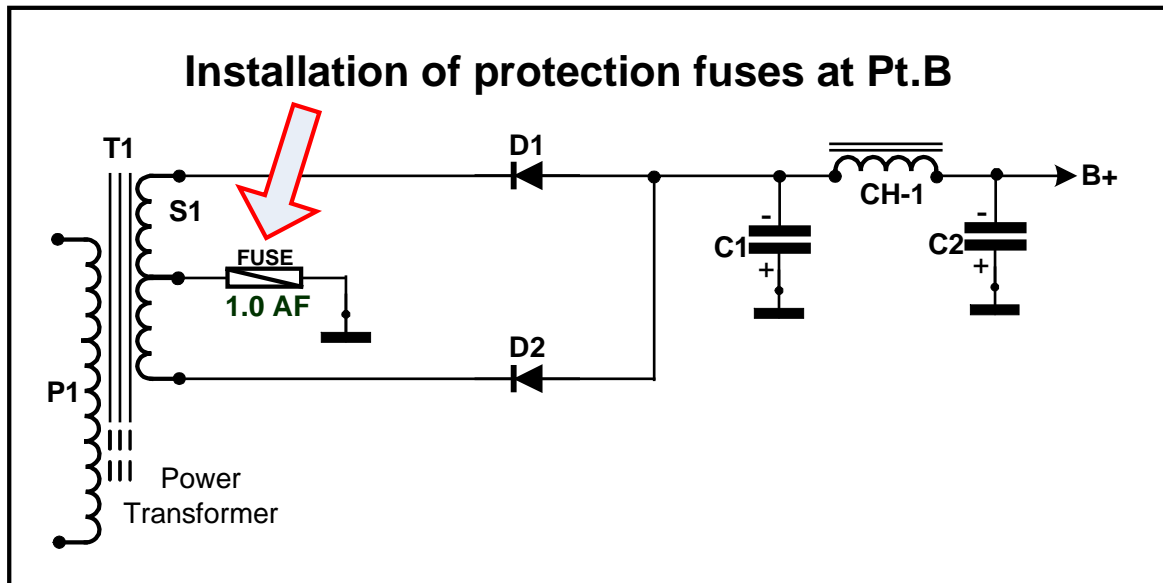 Installation of protection fuses at Pt.B
T1
D1
B+
S1
CH-1
-
-
FUSE
C1
C2
+
+
1.0 AF
D2
P1
Power
Transformer